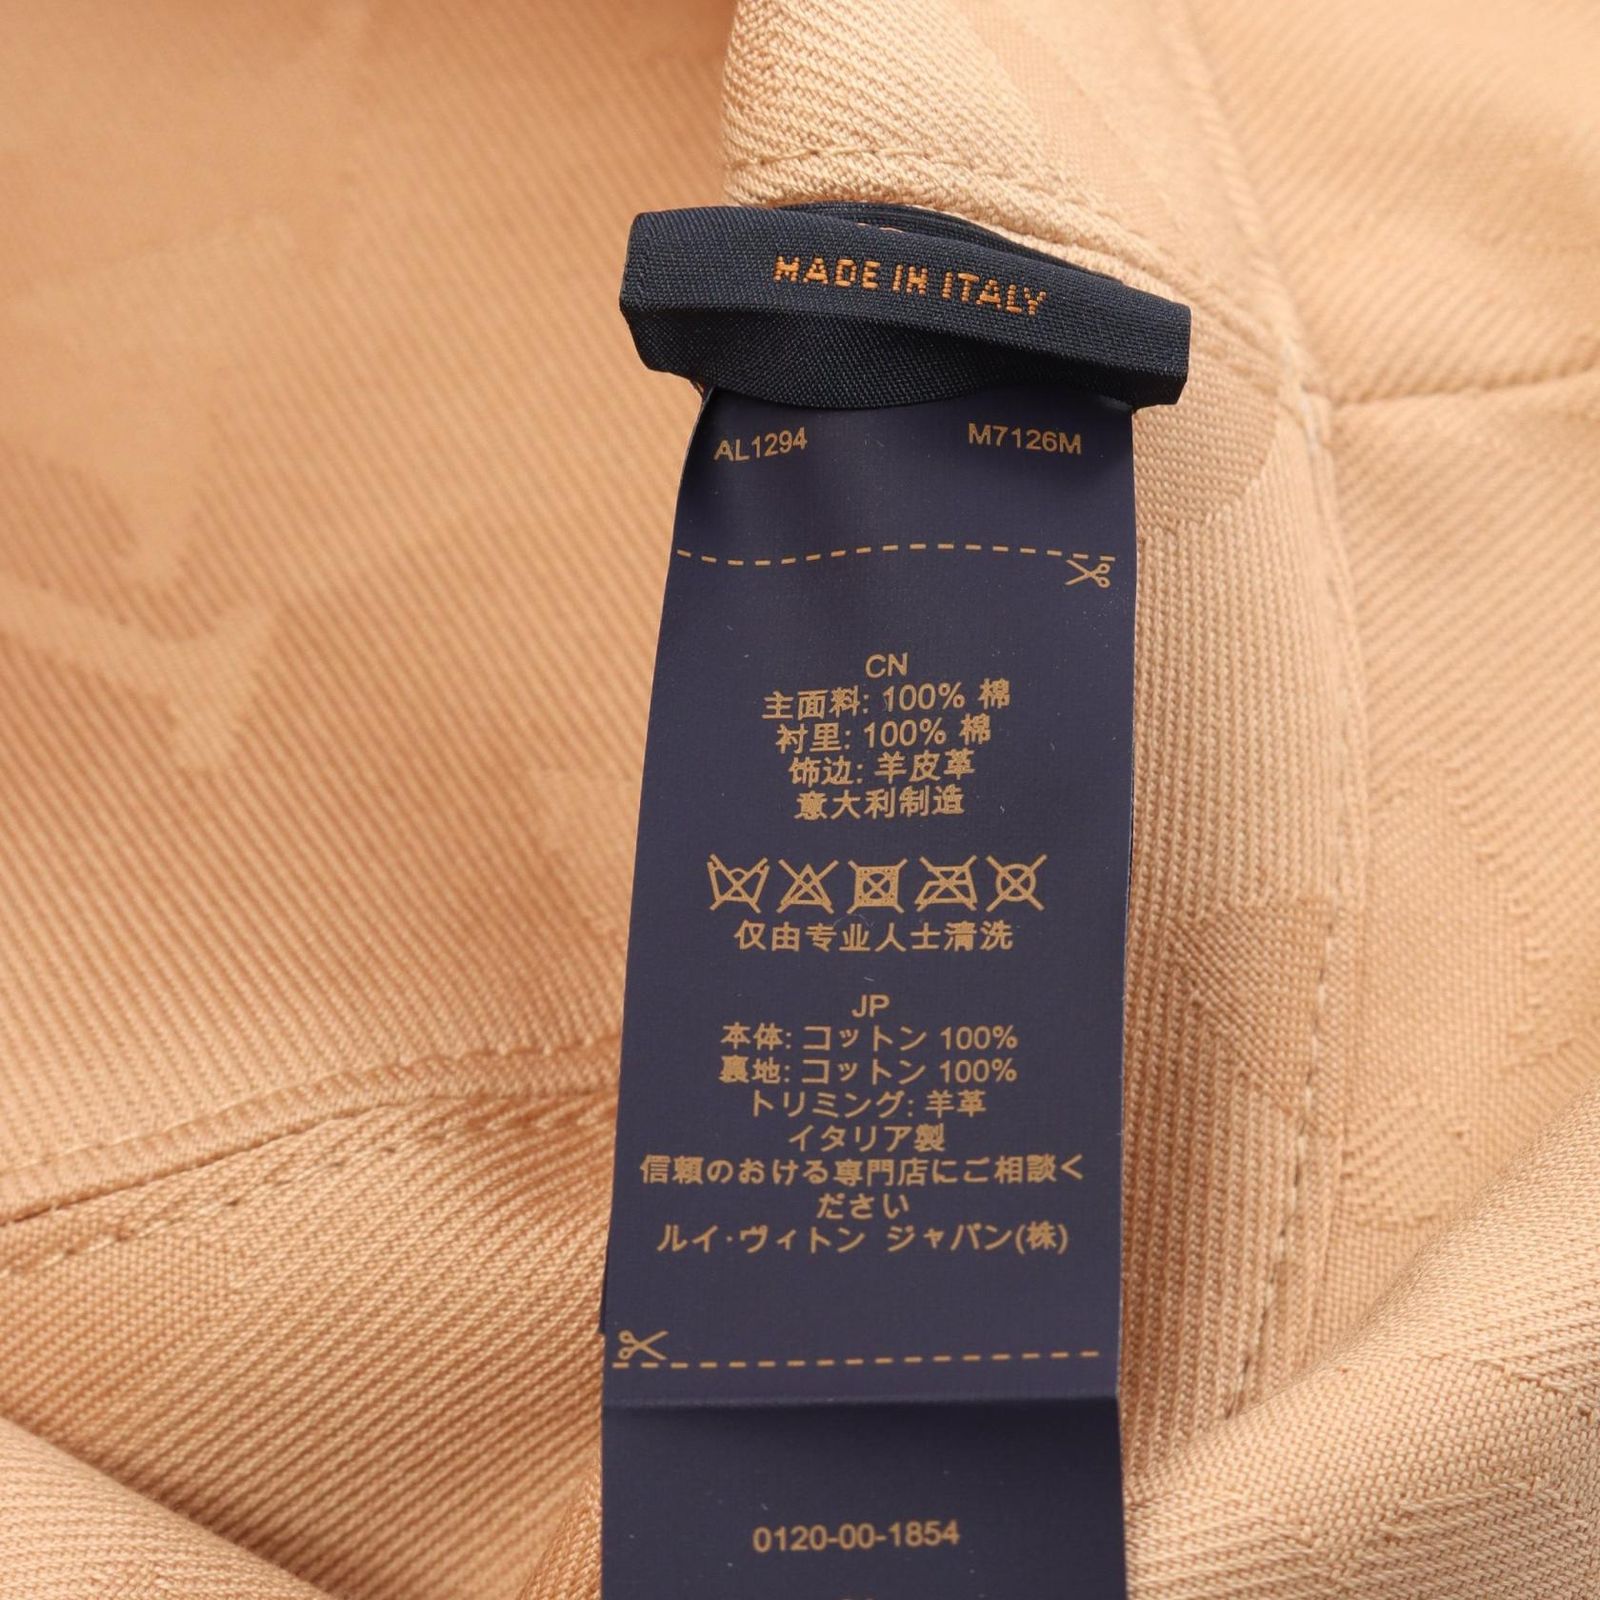 MADE IN ITALY
AL1294 M7126M
CN
主面料: 100% 棉
衬里: 100% 棉
饰边: 羊皮革
意大利制造
仅由专业人士清洗
JP
本体: コットン 100%
裏地: コットン 100%
トリミング: 羊革
イタリア製
信頼のおける専門店にご相談く
ださい
ルイ·ヴィトン ジャパン(株)
0120-00-1854